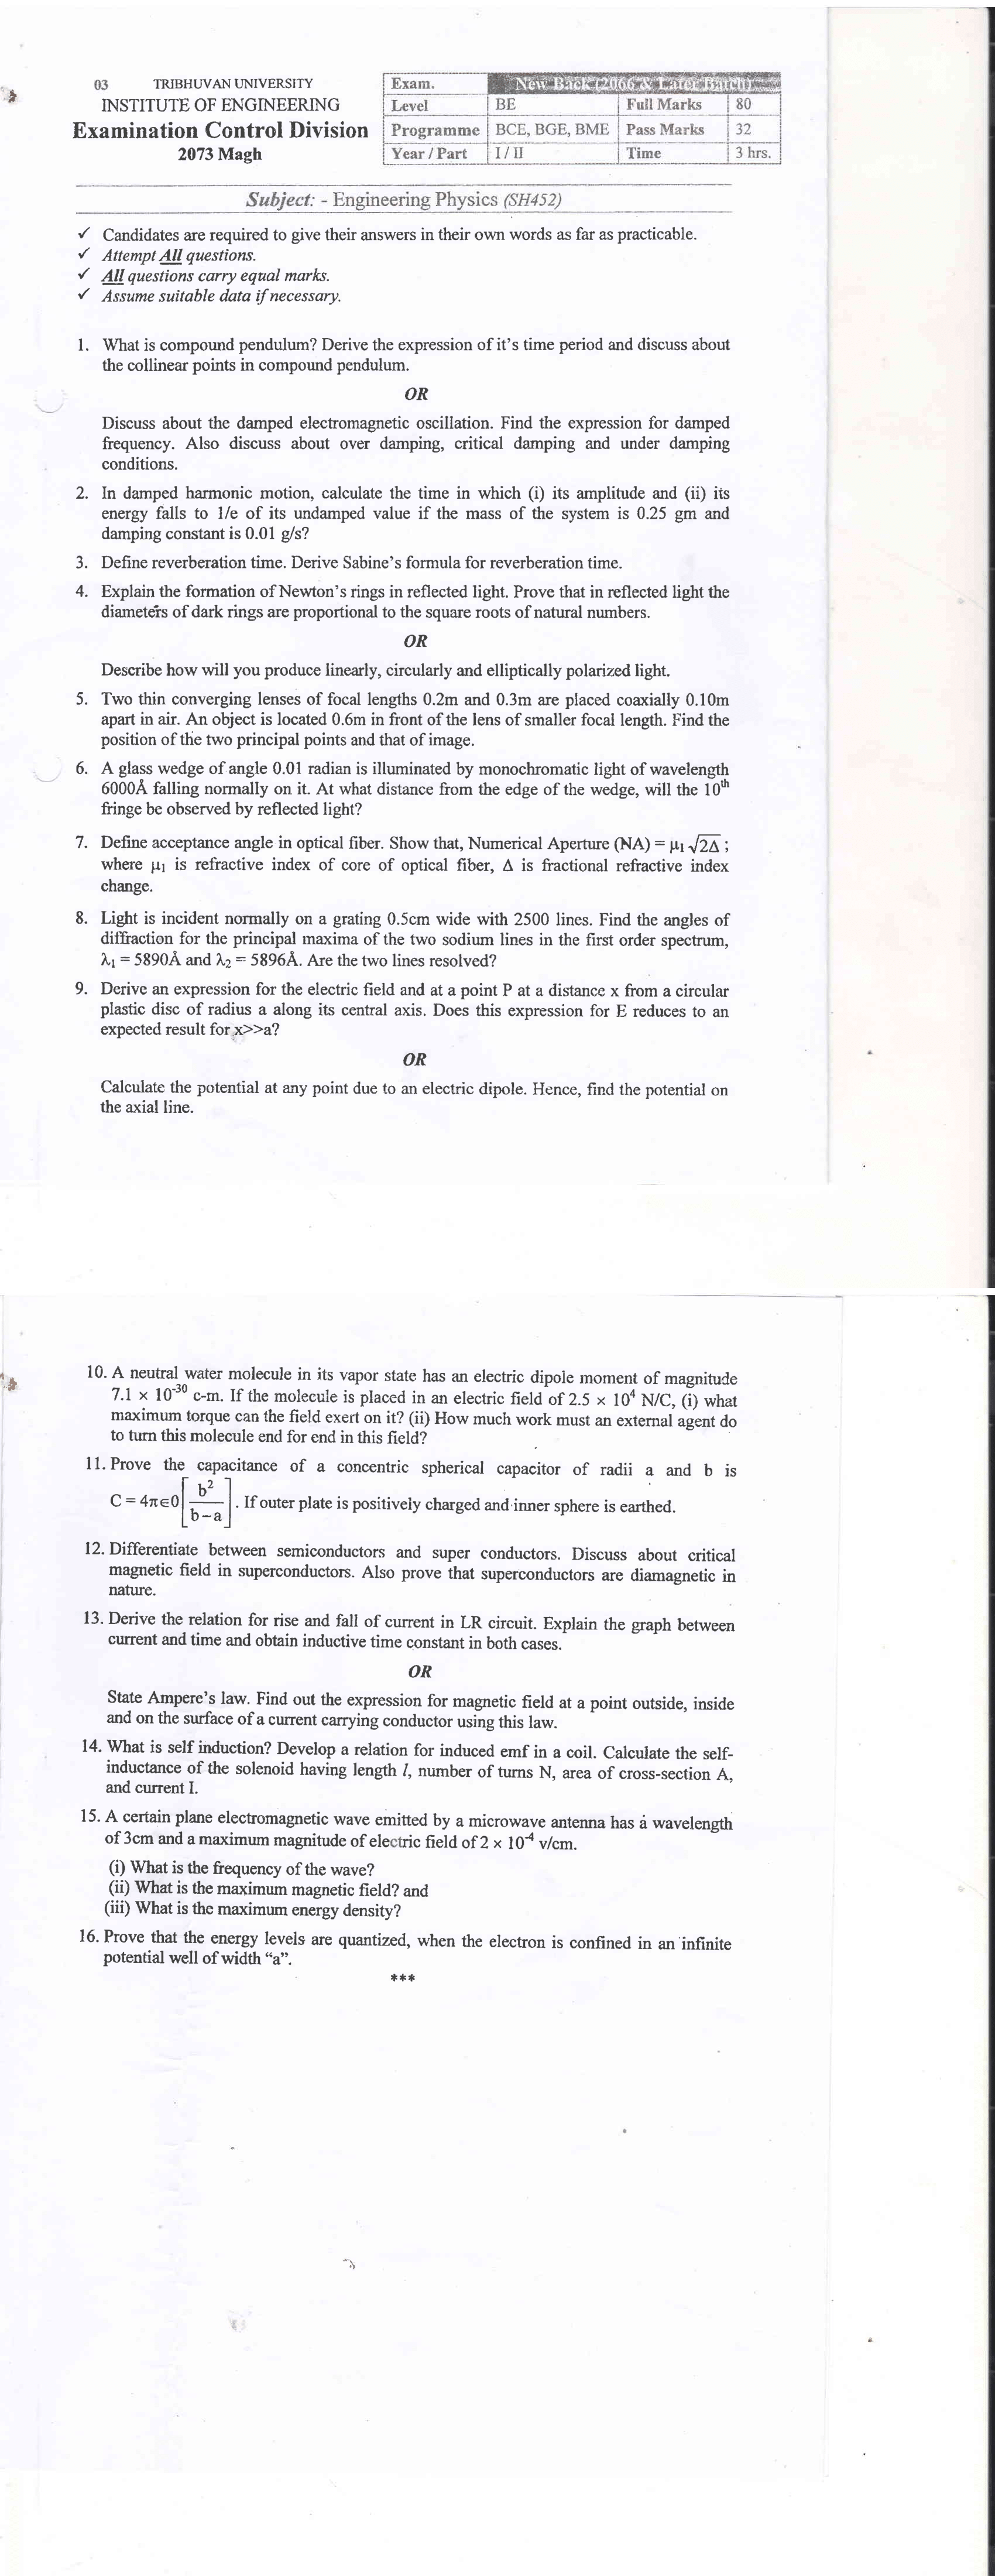 03 TRIBHUVAN UNIVERSITY
INSTITUTE OF ENGINEERING
Examination Control Division
2073 Magh
Exam. New Back (2066 & Later Batch)
Level BE Full Marks 80
Programme BCE, BGE, BME Pass Marks 32
Year / Part I / II Time 3 hrs.
Subject: - Engineering Physics (SH452)
✓ Candidates are required to give their answers in their own words as far as practicable.
✓ Attempt All questions.
✓ All questions carry equal marks.
✓ Assume suitable data if necessary.
1. What is compound pendulum? Derive the expression of it's time period and discuss about
the collinear points in compound pendulum.
OR
Discuss about the damped electromagnetic oscillation. Find the expression for damped
frequency. Also discuss about over damping, critical damping and under damping
conditions.
2. In damped harmonic motion, calculate the time in which (i) its amplitude and (ii) its
energy falls to 1/e of its undamped value if the mass of the system is 0.25 gm and
damping constant is 0.01 g/s?
3. Define reverberation time. Derive Sabine's formula for reverberation time.
4. Explain the formation of Newton's rings in reflected light. Prove that in reflected light the
diameters of dark rings are proportional to the square roots of natural numbers.
OR
Describe how will you produce linearly, circularly and elliptically polarized light.
5. Two thin converging lenses of focal lengths 0.2m and 0.3m are placed coaxially 0.10m
apart in air. An object is located 0.6m in front of the lens of smaller focal length. Find the
position of the two principal points and that of image.
6. A glass wedge of angle 0.01 radian is illuminated by monochromatic light of wavelength
6000Å falling normally on it. At what distance from the edge of the wedge, will the 10th
fringe be observed by reflected light?
7. Define acceptance angle in optical fiber. Show that, Numerical Aperture (NA) = μ₁ √2Δ ;
where μ₁ is refractive index of core of optical fiber, Δ is fractional refractive index
change.
8. Light is incident normally on a grating 0.5cm wide with 2500 lines. Find the angles of
diffraction for the principal maxima of the two sodium lines in the first order spectrum,
λ₁ = 5890Å and λ₂ = 5896Å. Are the two lines resolved?
9. Derive an expression for the electric field and at a point P at a distance x from a circular
plastic disc of radius a along its central axis. Does this expression for E reduces to an
expected result for x>>a?
OR
Calculate the potential at any point due to an electric dipole. Hence, find the potential on
the axial line.
10. A neutral water molecule in its vapor state has an electric dipole moment of magnitude
7.1 × 10⁻³⁰ c-m. If the molecule is placed in an electric field of 2.5 × 10⁴ N/C, (i) what
maximum torque can the field exert on it? (ii) How much work must an external agent do
to turn this molecule end for end in this field?
11. Prove the capacitance of a concentric spherical capacitor of radii a and b is
C = 4π∈0[b²/(b–a)]. If outer plate is positively charged and inner sphere is earthed.
12. Differentiate between semiconductors and super conductors. Discuss about critical
magnetic field in superconductors. Also prove that superconductors are diamagnetic in
nature.
13. Derive the relation for rise and fall of current in LR circuit. Explain the graph between
current and time and obtain inductive time constant in both cases.
OR
State Ampere's law. Find out the expression for magnetic field at a point outside, inside
and on the surface of a current carrying conductor using this law.
14. What is self induction? Develop a relation for induced emf in a coil. Calculate the self-
inductance of the solenoid having length l, number of turns N, area of cross-section A,
and current I.
15. A certain plane electromagnetic wave emitted by a microwave antenna has a wavelength
of 3cm and a maximum magnitude of electric field of 2 × 10⁻⁴ v/cm.
(i) What is the frequency of the wave?
(ii) What is the maximum magnetic field? and
(iii) What is the maximum energy density?
16. Prove that the energy levels are quantized, when the electron is confined in an infinite
potential well of width "a".
***